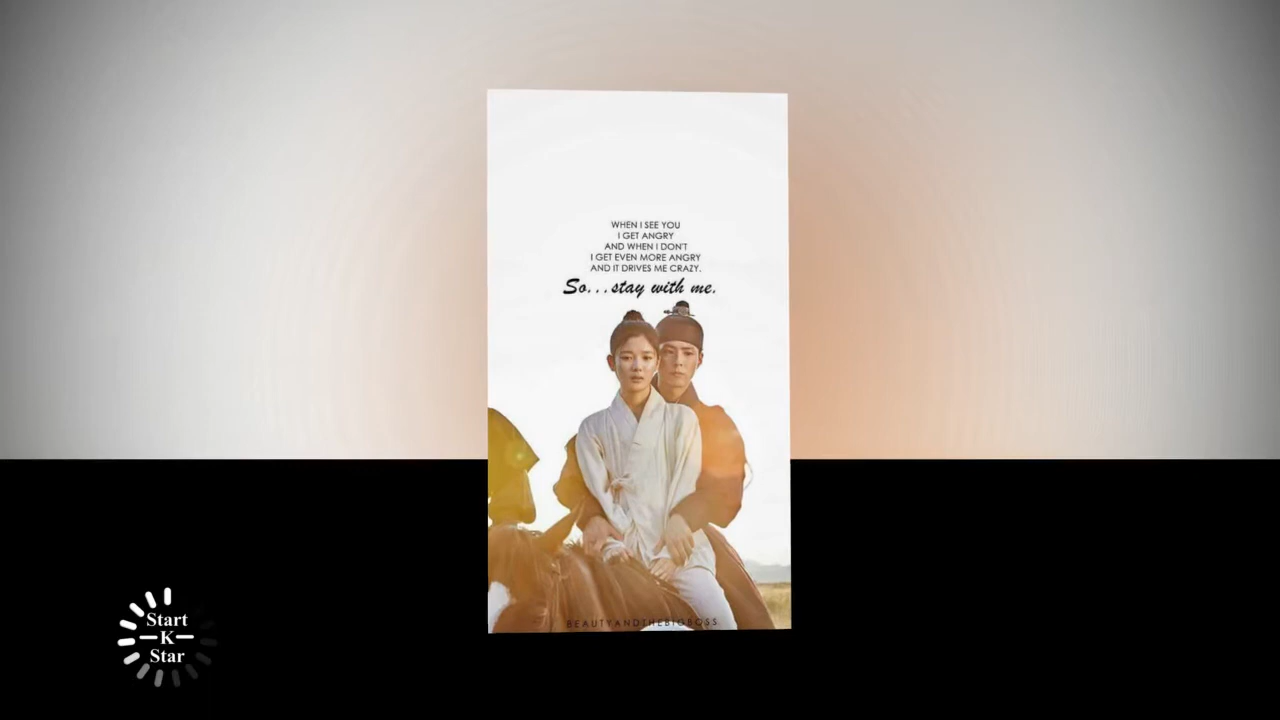 WHEN I SEE YOU
I GET ANGRY
AND WHEN I DON'T
I GET EVEN MORE ANGRY
AND IT DRIVES ME CRAZY.
So...stay with me.
BEAUTYANDTHEBIGBOSS
Start
K
Star